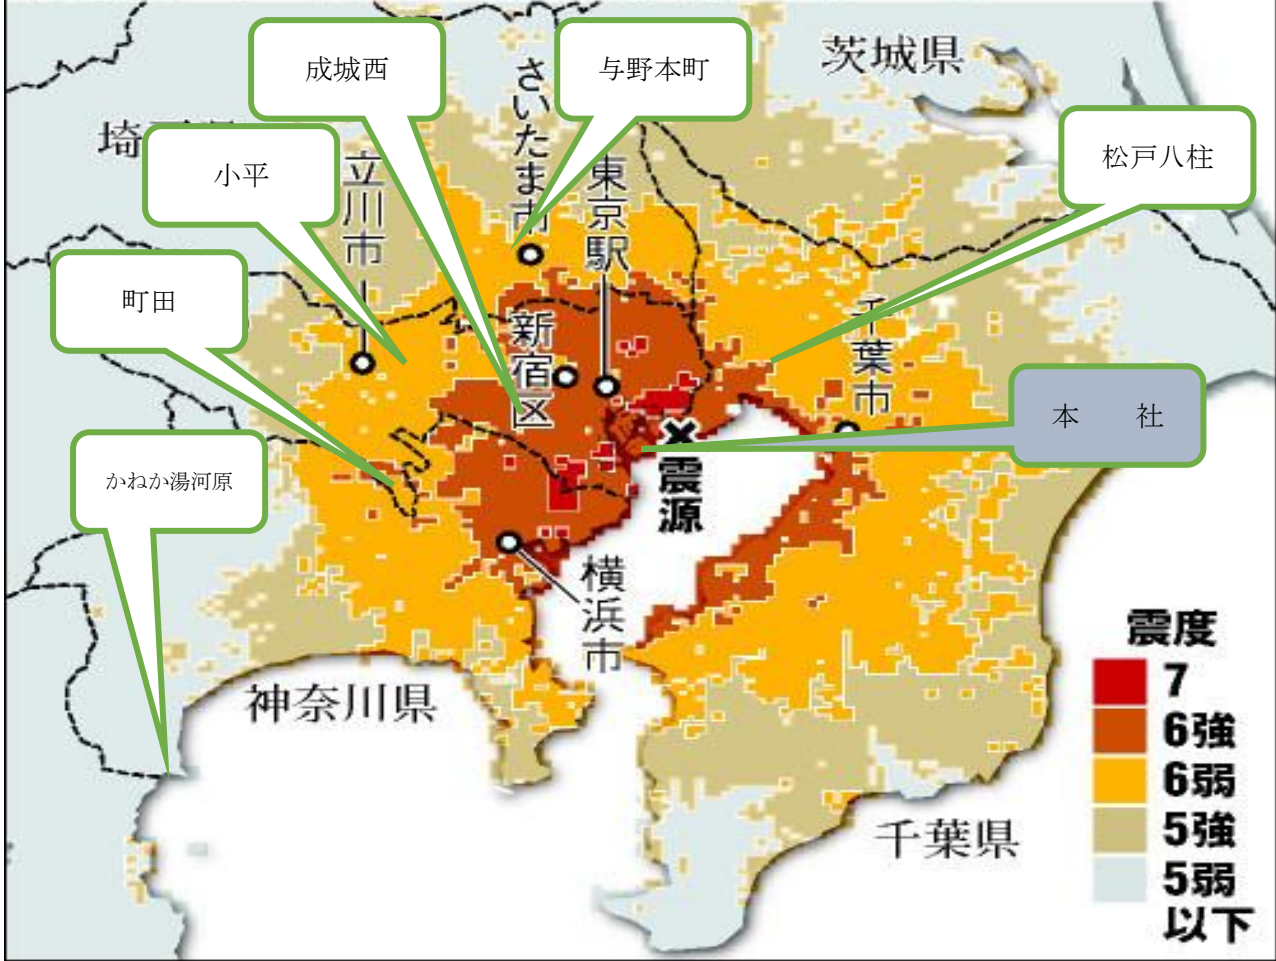 成城西
与野本町
茨城県
さいたま市
埼
小平
立川市
東京駅
松戸八柱
町田
新宿区
千葉市
本　社
かねか湯河原
震源
横浜市
神奈川県
千葉県
震度
7
6強
6弱
5強
5弱
以下